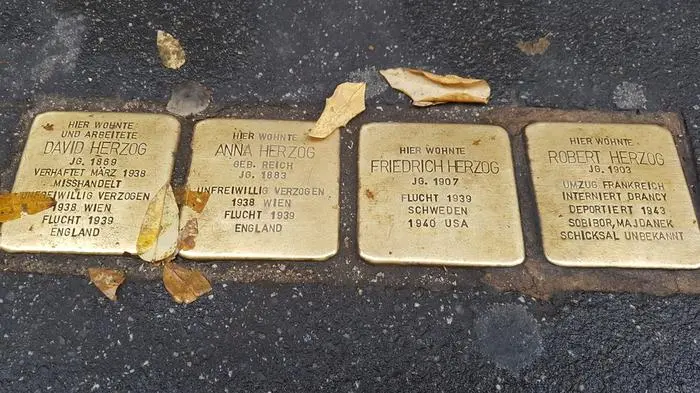 HIER WOHNTE
UND ARBEITETE
DAVID HERZOG
JG. 1869
VERHAFTET MÄRZ 1938
MISSHANDELT
UNFREIWILLIG VERZOGEN
1938 WIEN
FLUCHT 1939
ENGLAND
HIER WOHNTE
ANNA HERZOG
GEB. REICH
JG. 1883
UNFREIWILLIG VERZOGEN
1938 WIEN
FLUCHT 1939
ENGLAND
HIER WOHNTE
FRIEDRICH HERZOG
JG. 1907
FLUCHT 1939
SCHWEDEN
1940 USA
HIER WOHNTE
ROBERT HERZOG
JG. 1903
UMZUG FRANKREICH
INTERNIERT DRANCY
DEPORTIERT 1943
SOBIBOR, MAJDANEK
SCHICKSAL UNBEKANNT